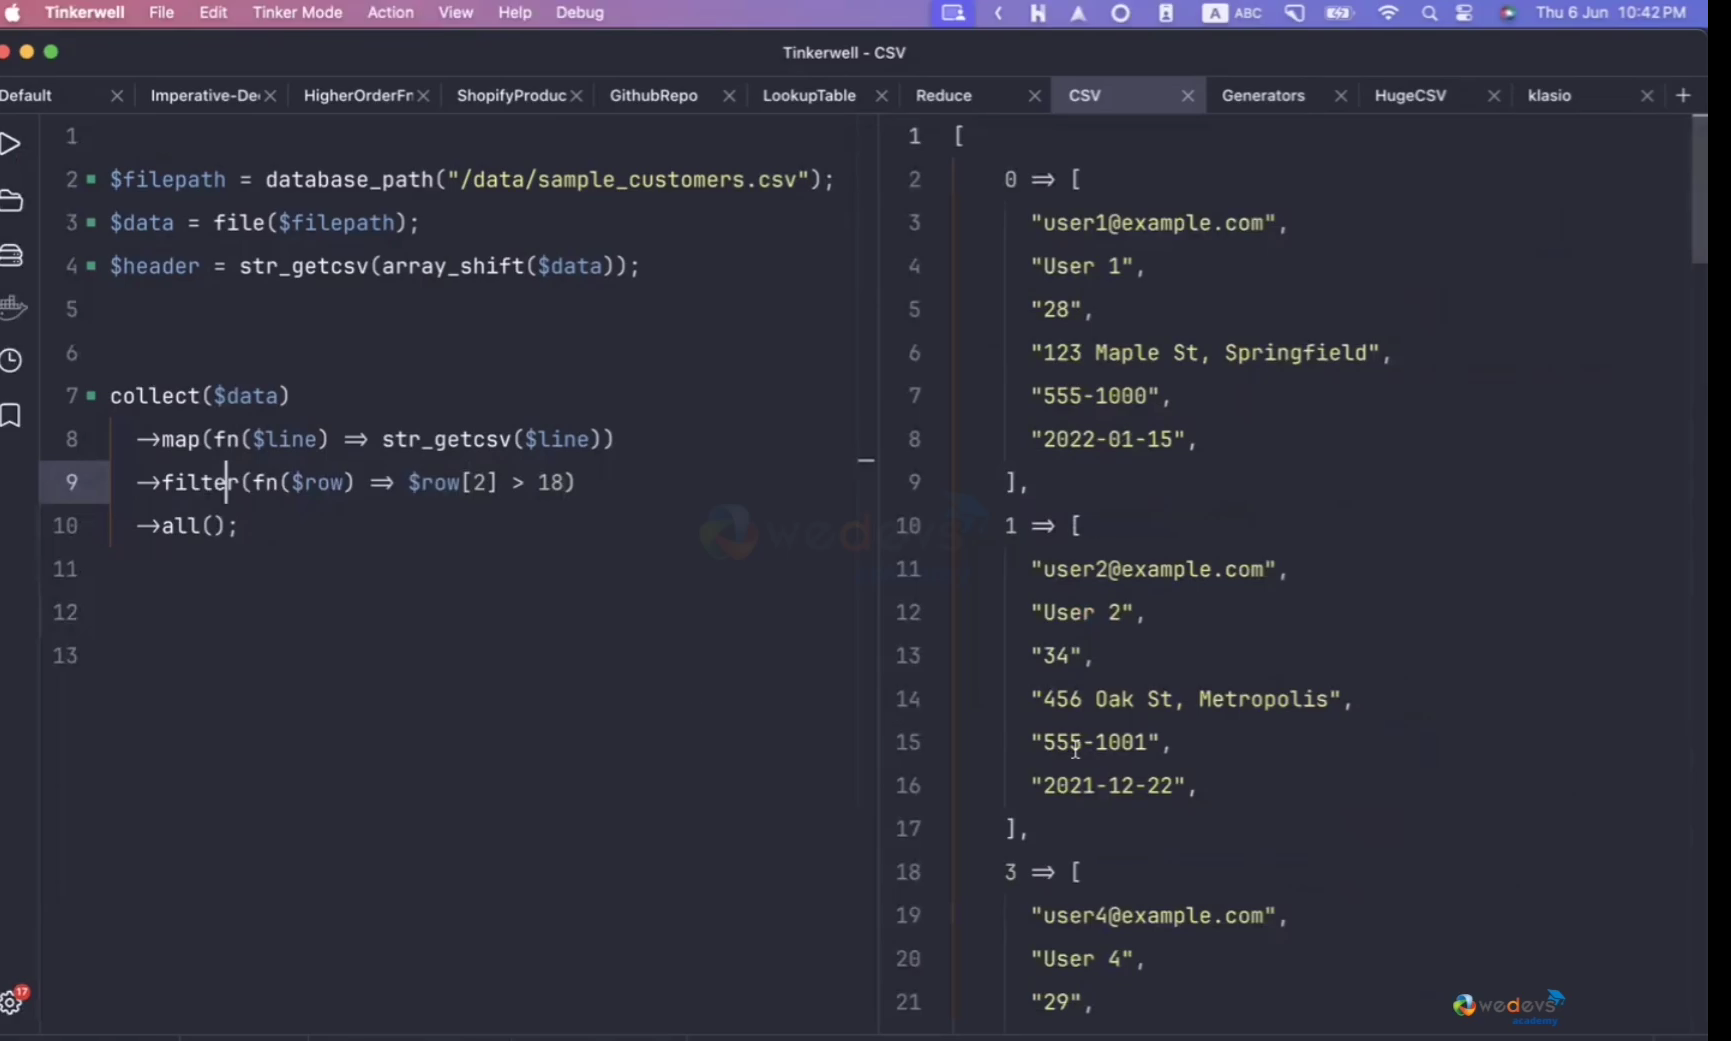 Tinkerwell File Edit Tinker Mode Action View Help Debug A ABC Thu 6 Jun 10:42 PM
Tinkerwell - CSV
Default Imperative-De HigherOrderFn ShopifyProduc GithubRepo LookupTable Reduce CSV Generators HugeCSV klasio
1
2 $filepath = database_path("/data/sample_customers.csv");
3 $data = file($filepath);
4 $header = str_getcsv(array_shift($data));
5
6
7 collect($data)
8 ->map(fn($line) => str_getcsv($line))
9 ->filter(fn($row) => $row[2] > 18)
10 ->all();
11
12
13
1 [
2 0 => [
3 "user1@example.com",
4 "User 1",
5 "28",
6 "123 Maple St, Springfield",
7 "555-1000",
8 "2022-01-15",
9 ],
10 1 => [
11 "user2@example.com",
12 "User 2",
13 "34",
14 "456 Oak St, Metropolis",
15 "555-1001",
16 "2021-12-22",
17 ],
18 3 => [
19 "user4@example.com",
20 "User 4",
21 "29",
wedevs
17
wedevs
academy